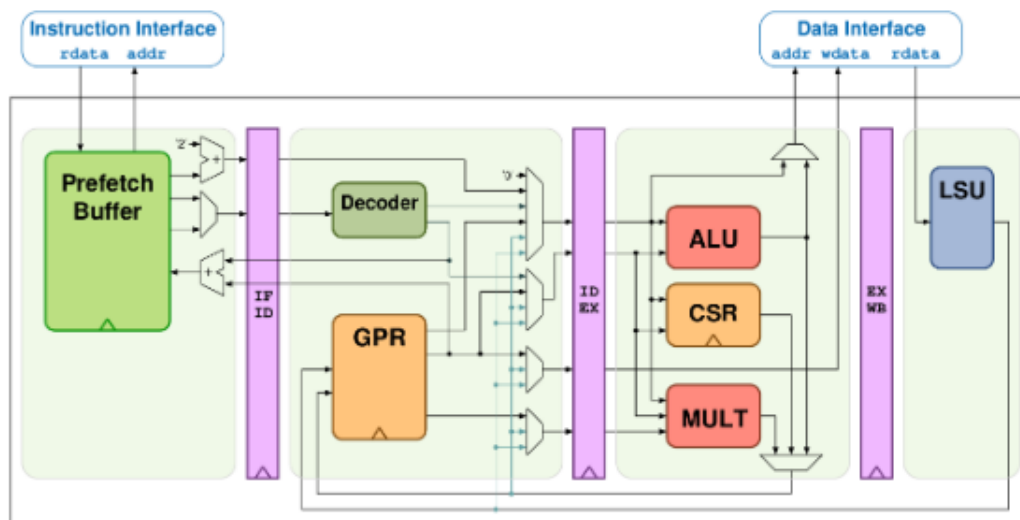 Instruction Interface
rdata addr
Data Interface
addr wdata rdata
Prefetch
Buffer
+
+
Decoder
GPR
IF
ID
ID
EX
ALU
CSR
MULT
EX
WB
LSU